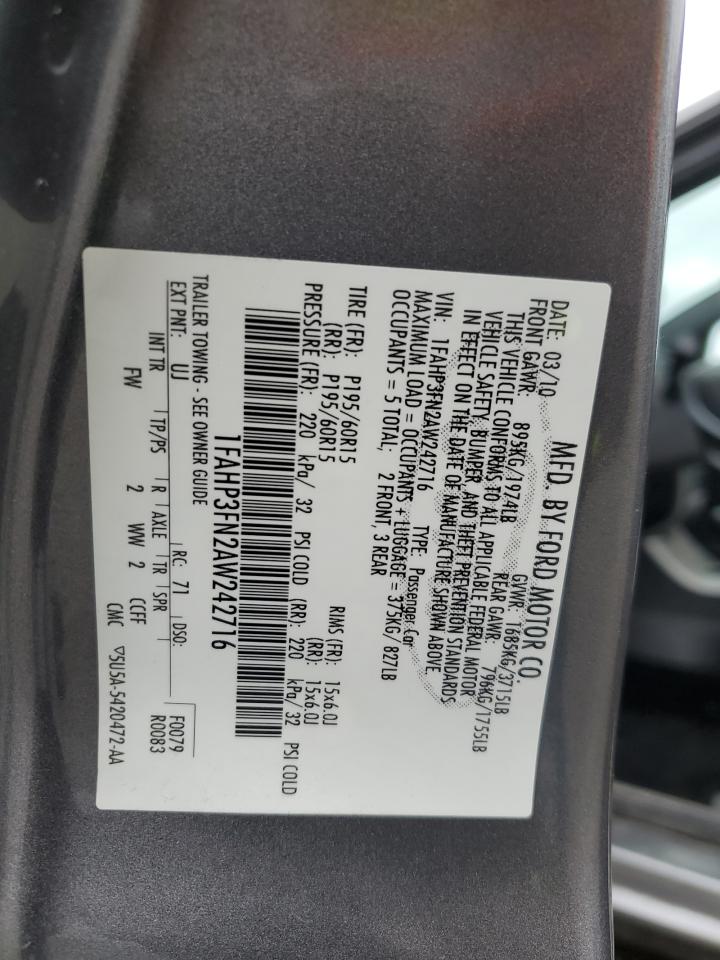 MFD. BY FORD MOTOR CO.
DATE: 03/10 GVWR: 1685KG/3715LB
FRONT GAWR: 895KG/1974LB REAR GAWR: 796KG/1755LB
THIS VEHICLE CONFORMS TO ALL APPLICABLE FEDERAL MOTOR
VEHICLE SAFETY, BUMPER, AND THEFT PREVENTION STANDARDS
IN EFFECT ON THE DATE OF MANUFACTURE SHOWN ABOVE.
VIN: 1FAHP3FN2AW242716 TYPE: Passenger Car
MAXIMUM LOAD = OCCUPANTS + LUGGAGE = 375KG/827LB
OCCUPANTS = 5 TOTAL; 2 FRONT, 3 REAR
TIRE (FR): P195/60R15 RIMS (FR): 15x6.0J
(RR): P195/60R15 (RR): 15x6.0J
PRESSURE (FR): 220 kPa/ 32 PSI COLD (RR): 220 kPa/32 PSI COLD
1FAHP3FN2AW242716
TRAILER TOWING - SEE OWNER GUIDE
EXT PNT: UJ RC: 71 DSO: F0079
INT TR TP/PS R AXLE TR SPR R0083
FW 2 2 WW 2 CCFF
CMC ▽5U5A-5420472-AA